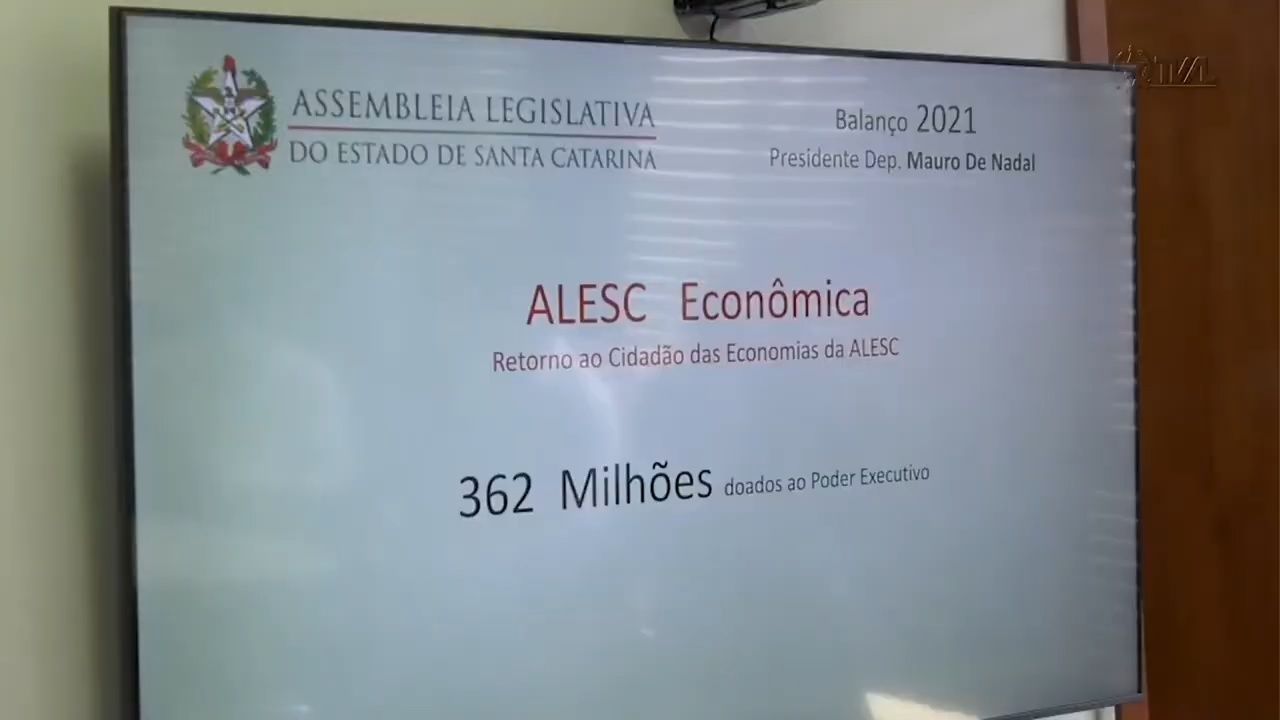 TVAL
ASSEMBLEIA LEGISLATIVA
DO ESTADO DE SANTA CATARINA
Balanço 2021
Presidente Dep. Mauro De Nadal
ALESC Econômica
Retorno ao Cidadão das Economias da ALESC
362 Milhões doados ao Poder Executivo